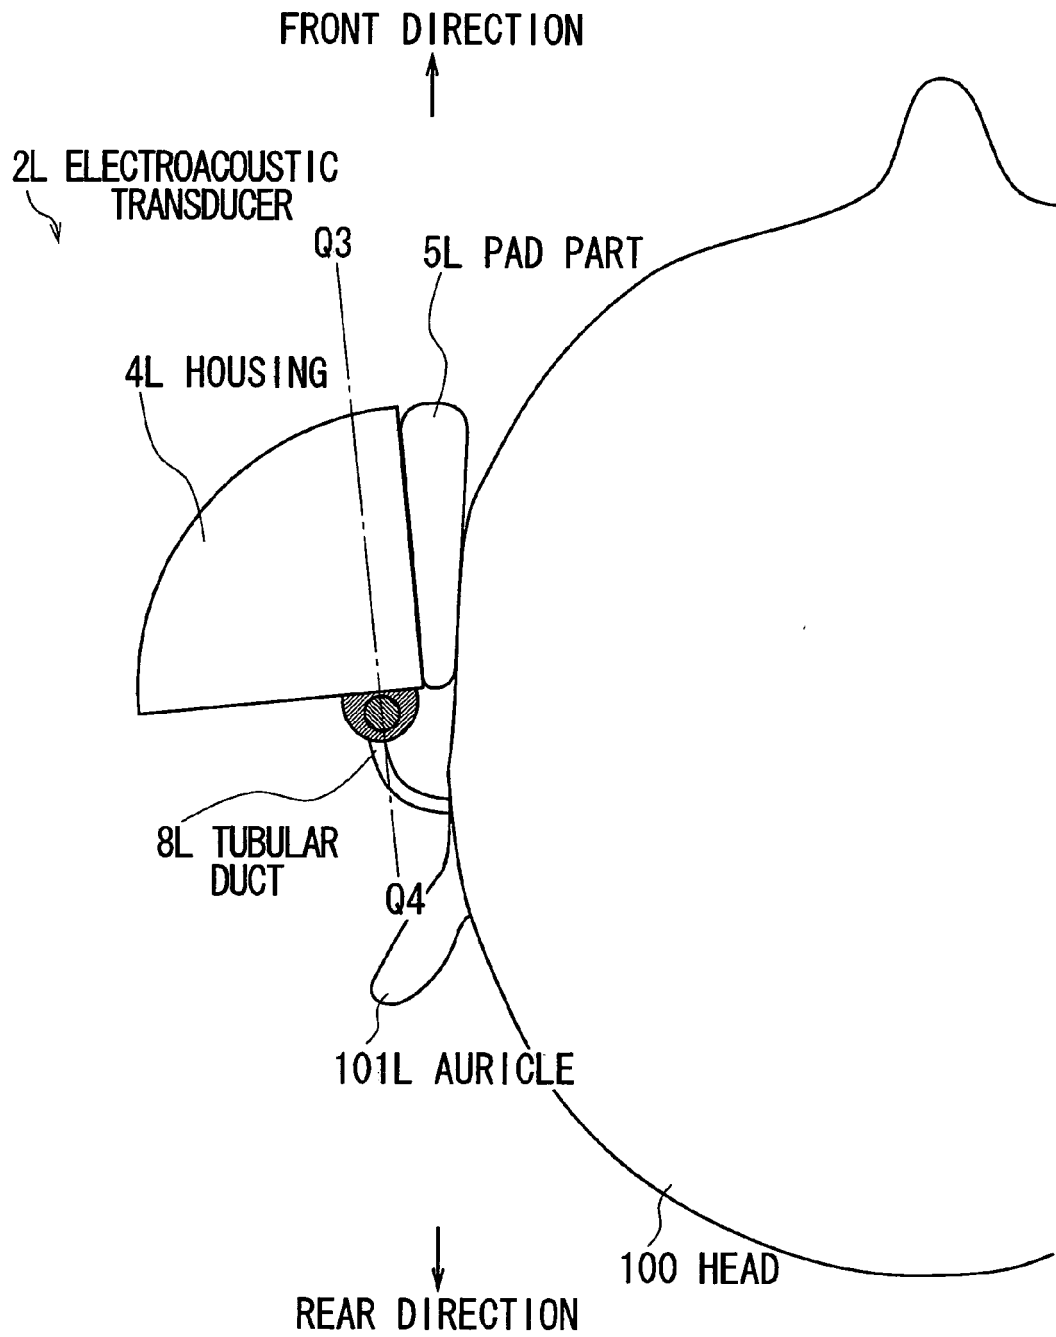 FRONT DIRECTION
2L ELECTROACOUSTIC
TRANSDUCER
Q3
5L PAD PART
4L HOUSING
8L TUBULAR
DUCT
Q4
101L AURICLE
100 HEAD
REAR DIRECTION